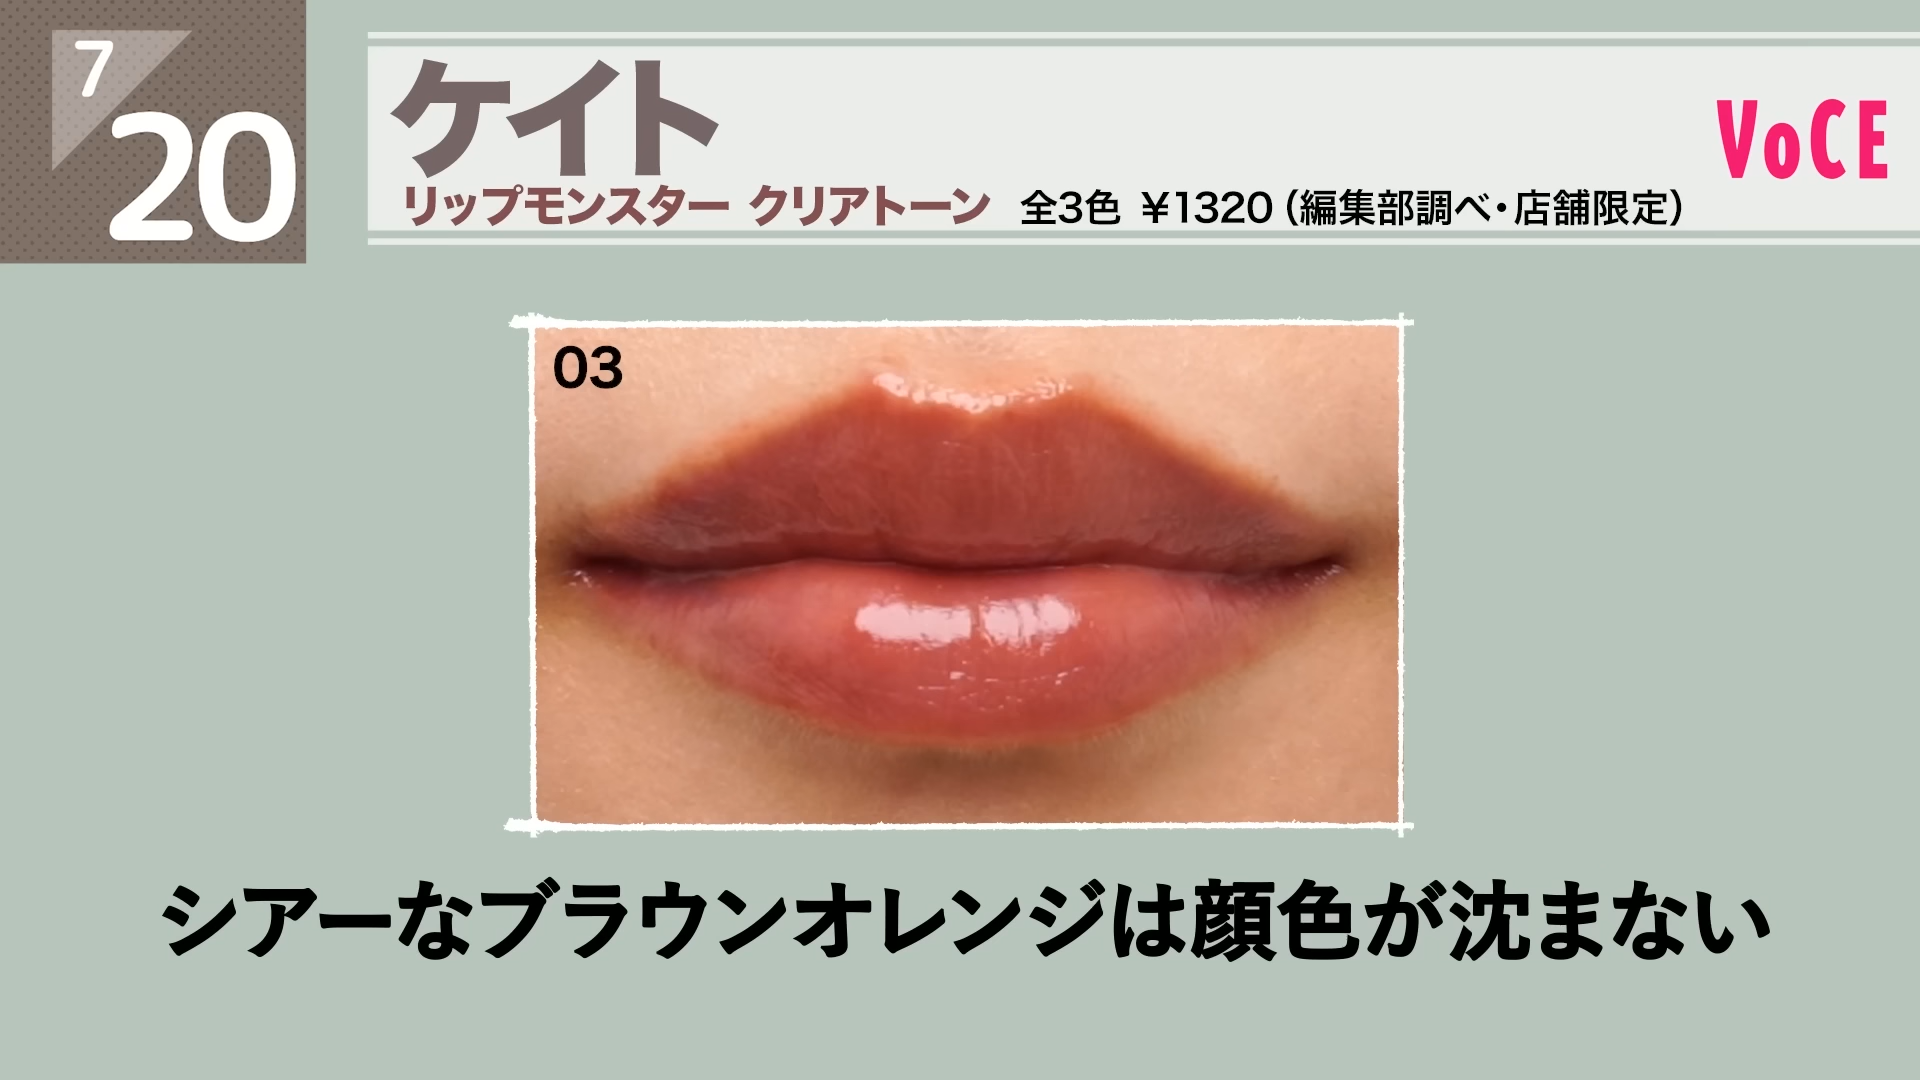 7
20
ケイト
VoCE
リップモンスター クリアトーン 全3色 ¥1320（編集部調べ・店舗限定）
03
シアーなブラウンオレンジは顔色が沈まない